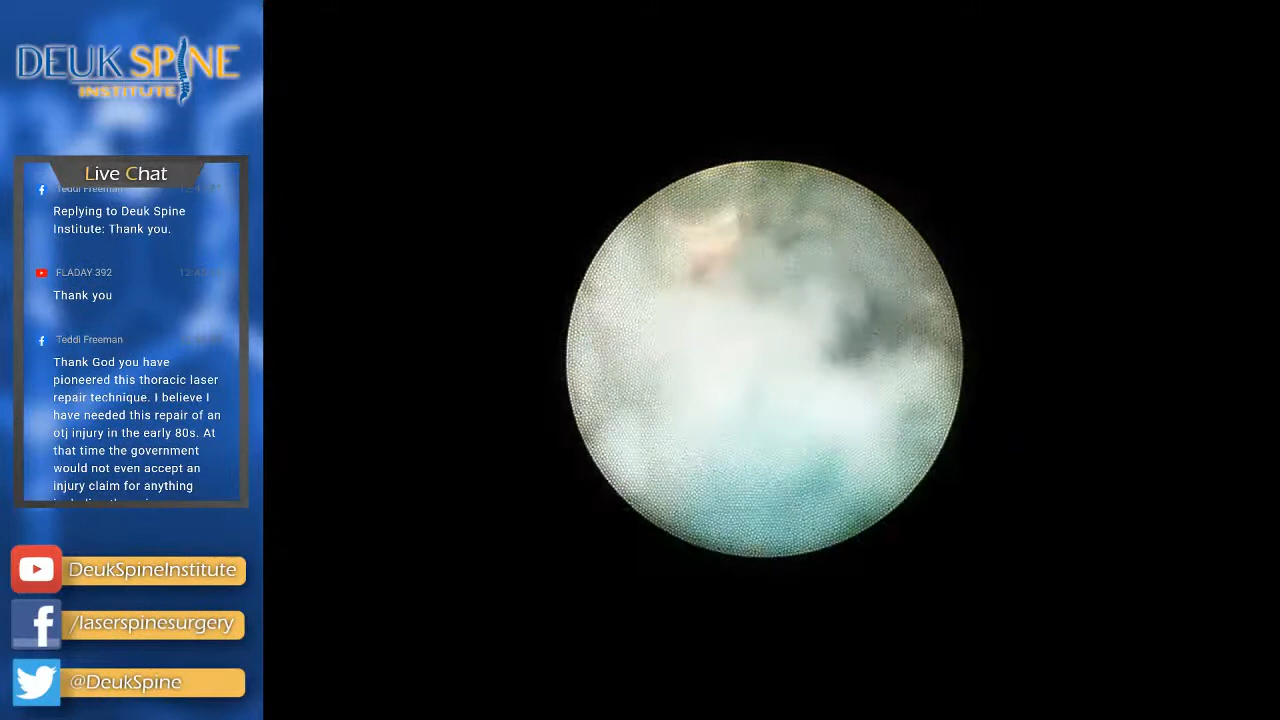 DEUK SPINE
INSTITUTE
Live Chat
Teddi Freeman
Replying to Deuk Spine
Institute: Thank you.
FLADAY 392
Thank you
Teddi Freeman
Thank God you have
pioneered this thoracic laser
repair technique. I believe I
have needed this repair of an
otj injury in the early 80s. At
that time the government
would not even accept an
injury claim for anything
DeukSpineInstitute
/laserspinesurgery
@DeukSpine